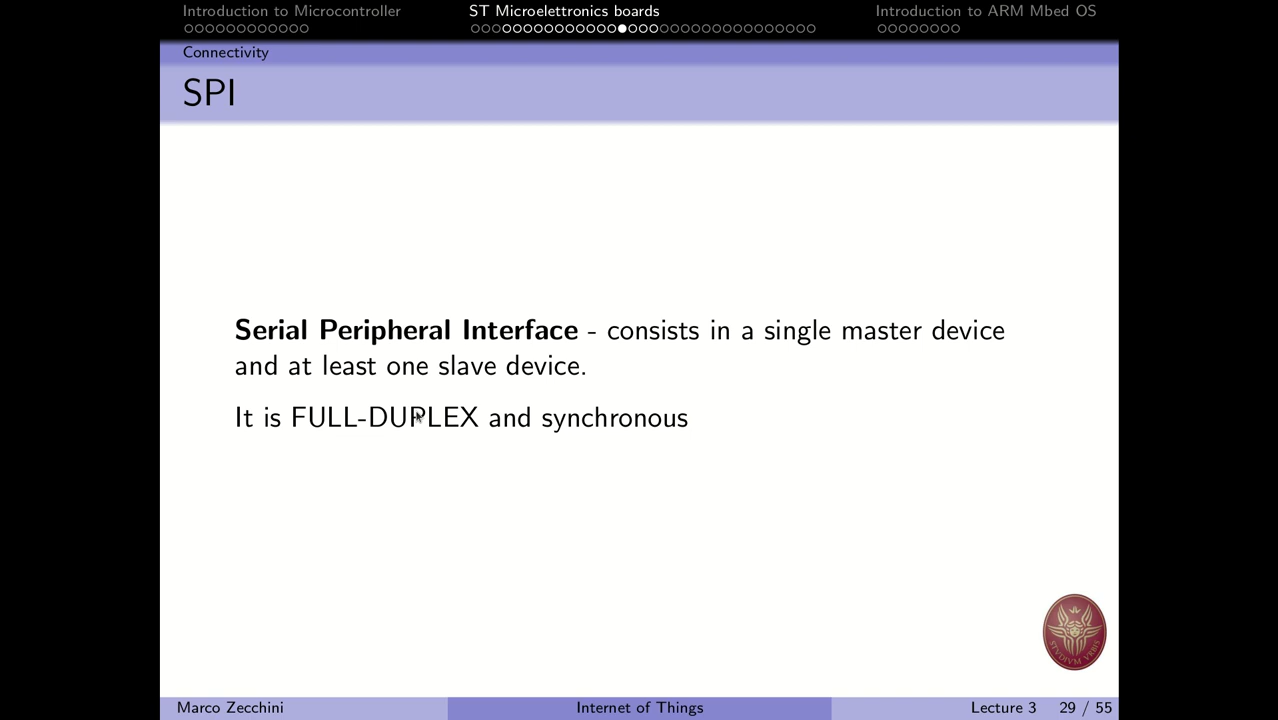 Introduction to Microcontroller
ST Microelettronics boards
Introduction to ARM Mbed OS
Connectivity
SPI
Serial Peripheral Interface - consists in a single master device
and at least one slave device.
It is FULL-DUPLEX and synchronous
STVDIVM VRBIS
Marco Zecchini
Internet of Things
Lecture 3
29 / 55